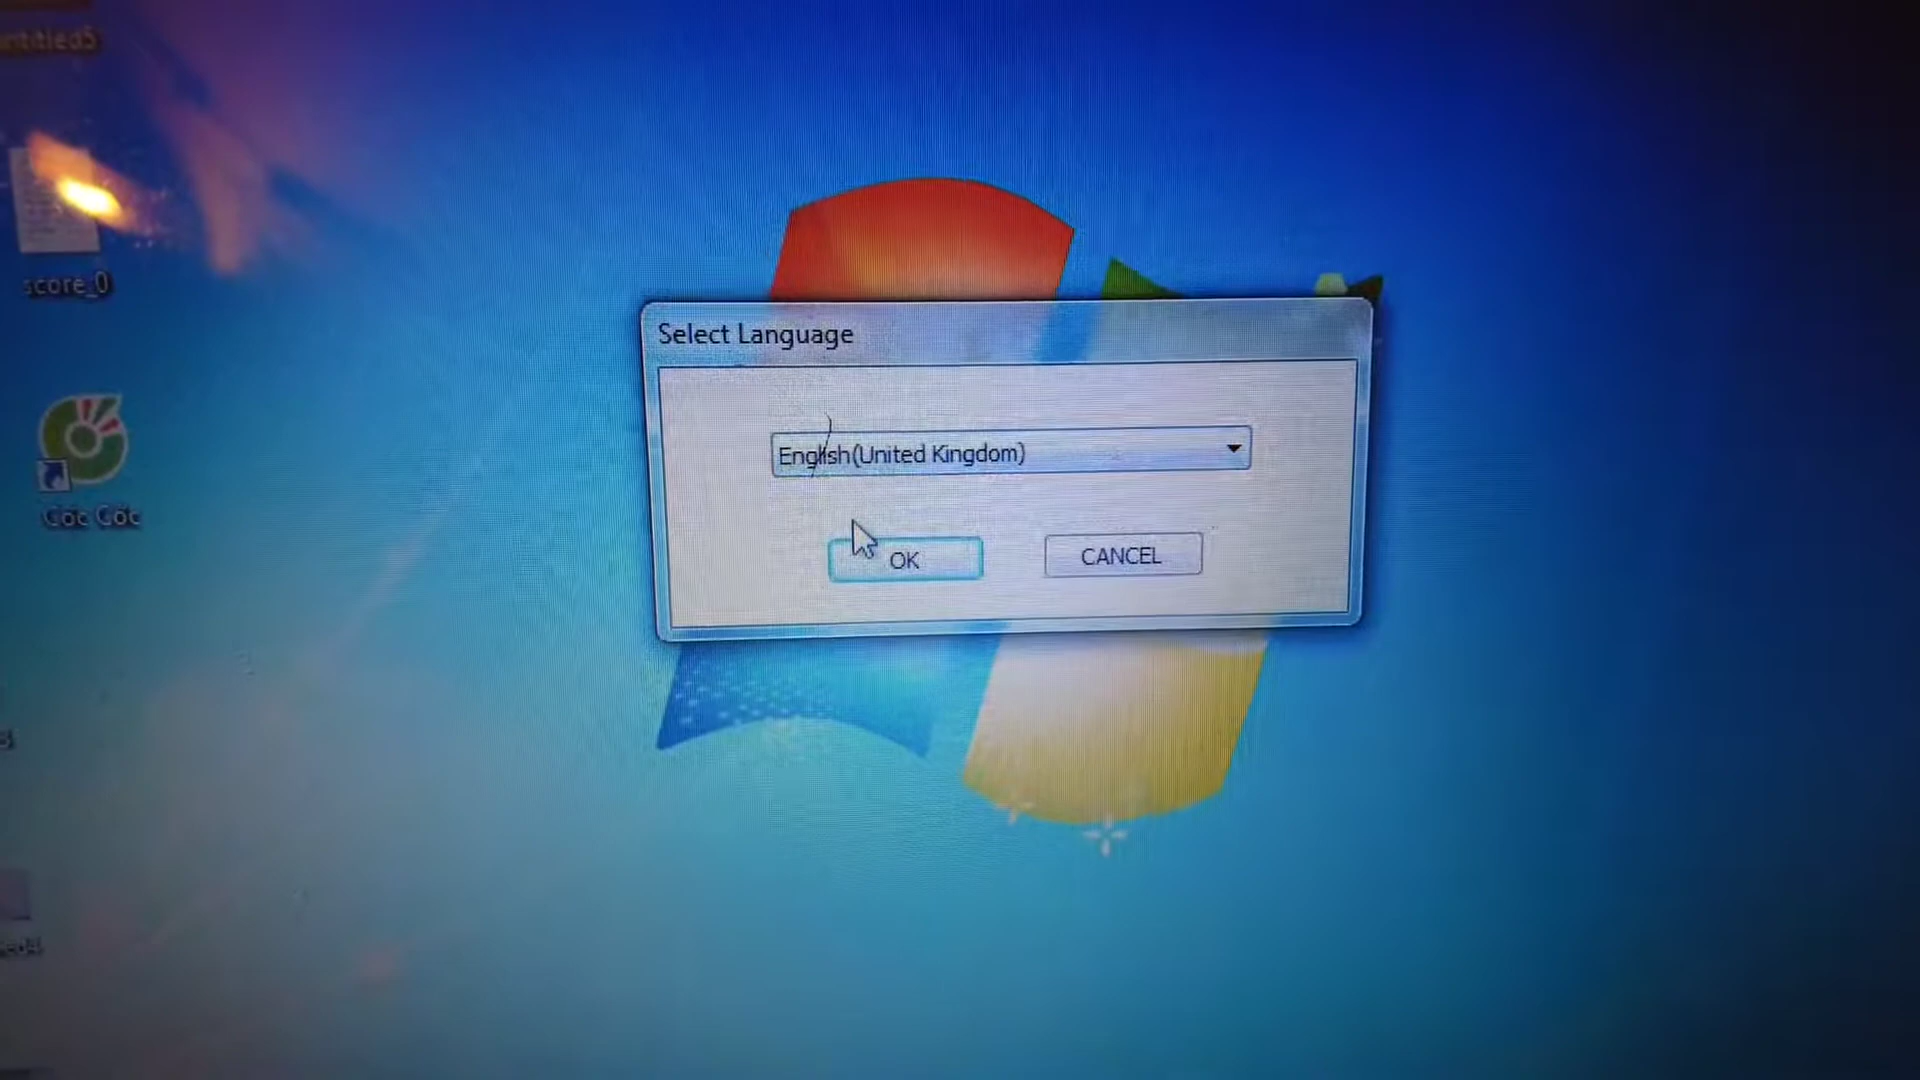 score_0
Cốc Cốc
Select Language
English(United Kingdom)
OK
CANCEL